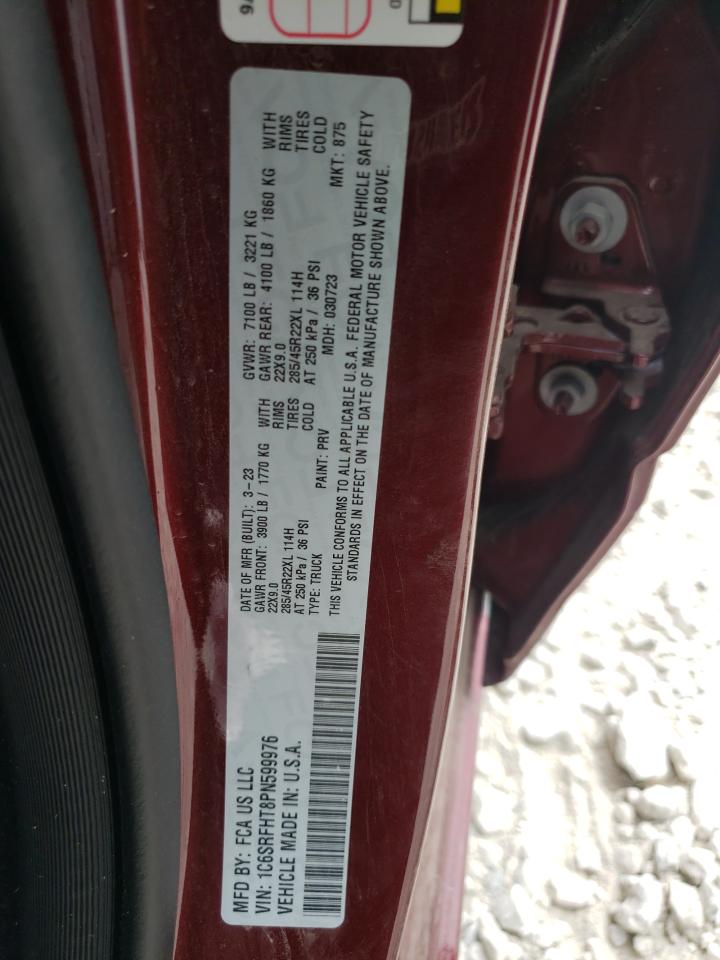 MFD BY: FCA US LLC
VIN: 1C6SRFHT8PN599976
VEHICLE MADE IN: U.S.A.
DATE OF MFR (BUILT): 3-23
GVWR: 7100 LB / 3221 KG
GAWR FRONT: 3900 LB / 1770 KG WITH
22X9.0 RIMS
285/45R22XL 114H TIRES
AT 250 kPa / 36 PSI COLD
GAWR REAR: 4100 LB / 1860 KG WITH
22X9.0 RIMS
285/45R22XL 114H TIRES
AT 250 kPa / 36 PSI COLD
TYPE: TRUCK PAINT: PRV MDH: 030723 MKT: 875
THIS VEHICLE CONFORMS TO ALL APPLICABLE U.S.A. FEDERAL MOTOR VEHICLE SAFETY
STANDARDS IN EFFECT ON THE DATE OF MANUFACTURE SHOWN ABOVE.